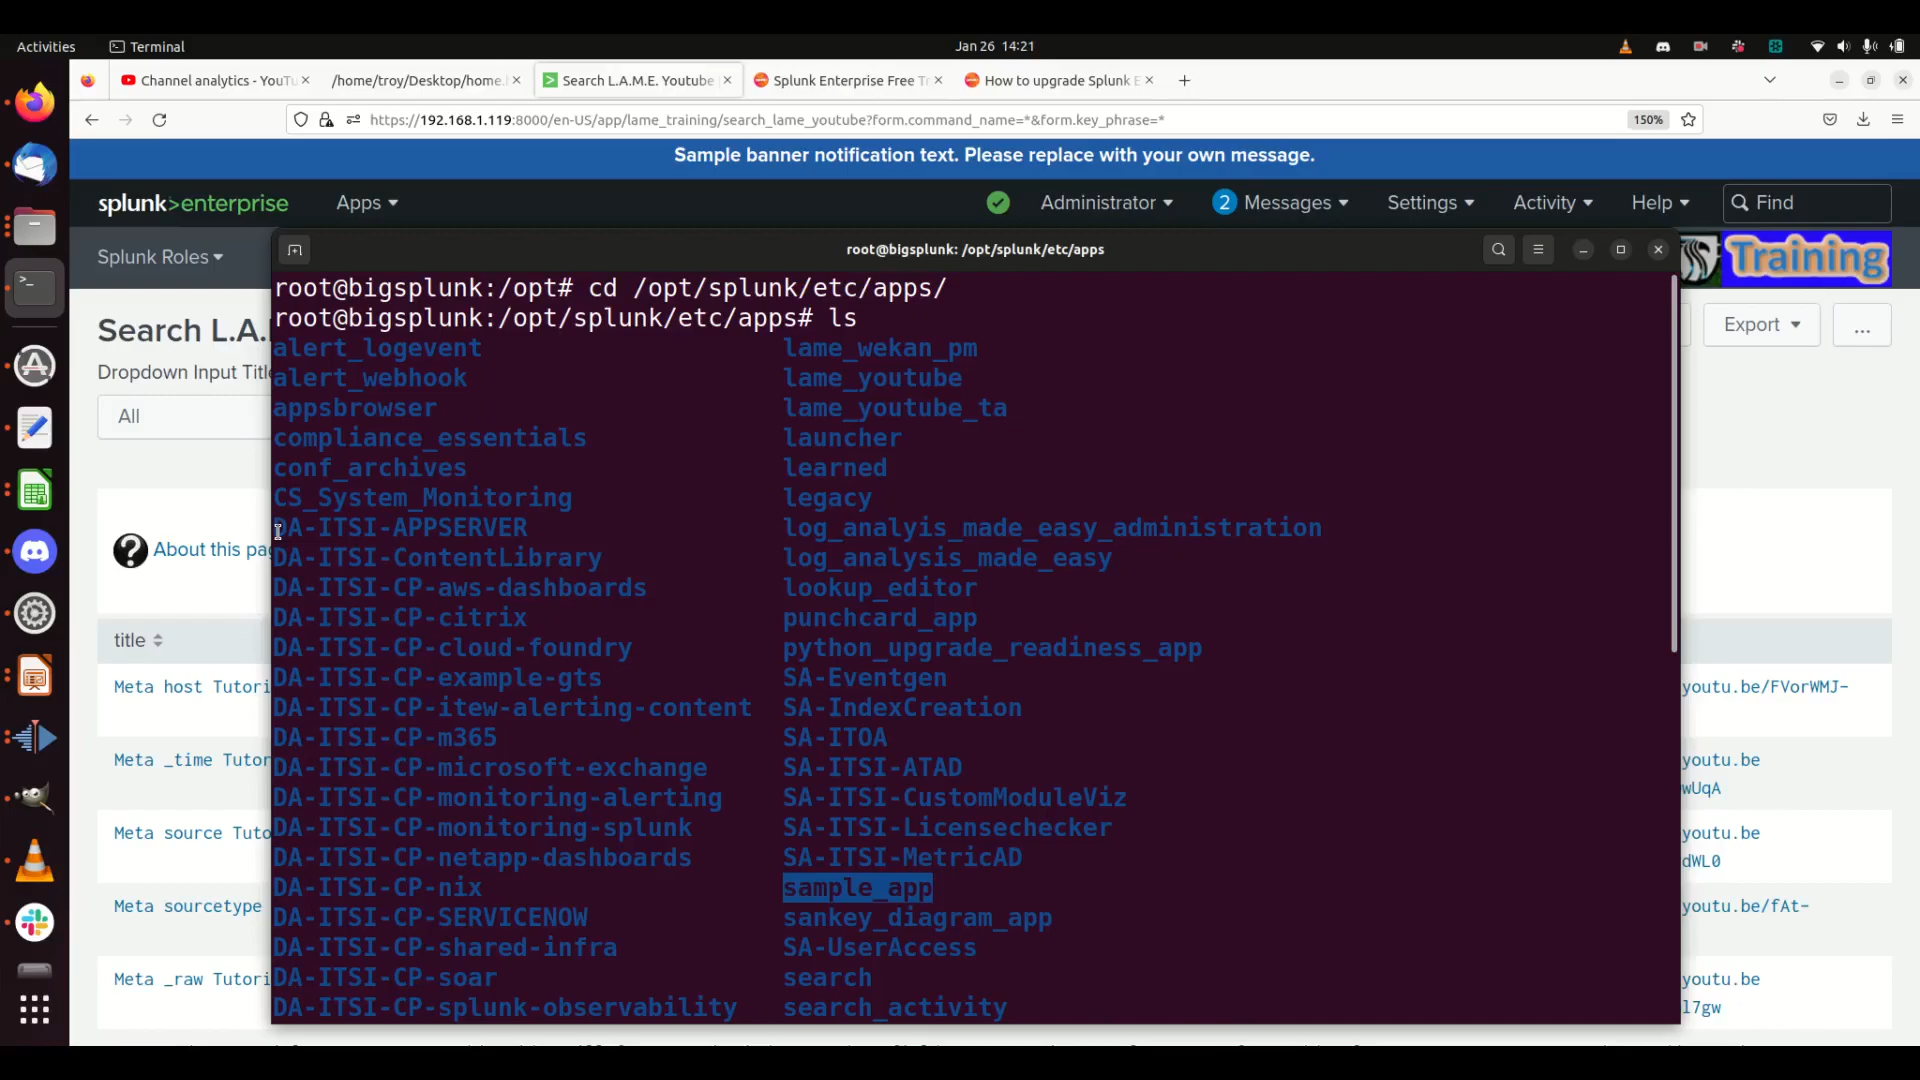 Activities Terminal Jan 26 14:21
Channel analytics - YouTu /home/troy/Desktop/home. Search L.A.M.E. Youtube Splunk Enterprise Free Tr How to upgrade Splunk E
https://192.168.1.119:8000/en-US/app/lame_training/search_lame_youtube?form.command_name=*&form.key_phrase=* 150%
Sample banner notification text. Please replace with your own message.
splunk>enterprise Apps Administrator 2 Messages Settings Activity Help Find
Splunk Roles
root@bigsplunk: /opt/splunk/etc/apps
Training
root@bigsplunk:/opt# cd /opt/splunk/etc/apps/
root@bigsplunk:/opt/splunk/etc/apps# ls
Search L.A. Export ...
Dropdown Input Title
All
alert_logevent lame_wekan_pm
alert_webhook lame_youtube
appsbrowser lame_youtube_ta
compliance_essentials launcher
conf_archives learned
CS_System_Monitoring legacy
DA-ITSI-APPSERVER log_analyis_made_easy_administration
DA-ITSI-ContentLibrary log_analysis_made_easy
DA-ITSI-CP-aws-dashboards lookup_editor
DA-ITSI-CP-citrix punchcard_app
DA-ITSI-CP-cloud-foundry python_upgrade_readiness_app
DA-ITSI-CP-example-gts SA-Eventgen
DA-ITSI-CP-itew-alerting-content SA-IndexCreation
DA-ITSI-CP-m365 SA-ITOA
DA-ITSI-CP-microsoft-exchange SA-ITSI-ATAD
DA-ITSI-CP-monitoring-alerting SA-ITSI-CustomModuleViz
DA-ITSI-CP-monitoring-splunk SA-ITSI-Licensechecker
DA-ITSI-CP-netapp-dashboards SA-ITSI-MetricAD
DA-ITSI-CP-nix sample_app
DA-ITSI-CP-SERVICENOW sankey_diagram_app
DA-ITSI-CP-shared-infra SA-UserAccess
DA-ITSI-CP-soar search
DA-ITSI-CP-splunk-observability search_activity
About this pag
title
Meta host Tutori youtu.be/FVorWMJ-
Meta _time Tutor youtu.be
wUqA
Meta source Tuto youtu.be
dWL0
Meta sourcetype youtu.be/fAt-
Meta _raw Tutori youtu.be
l7gw